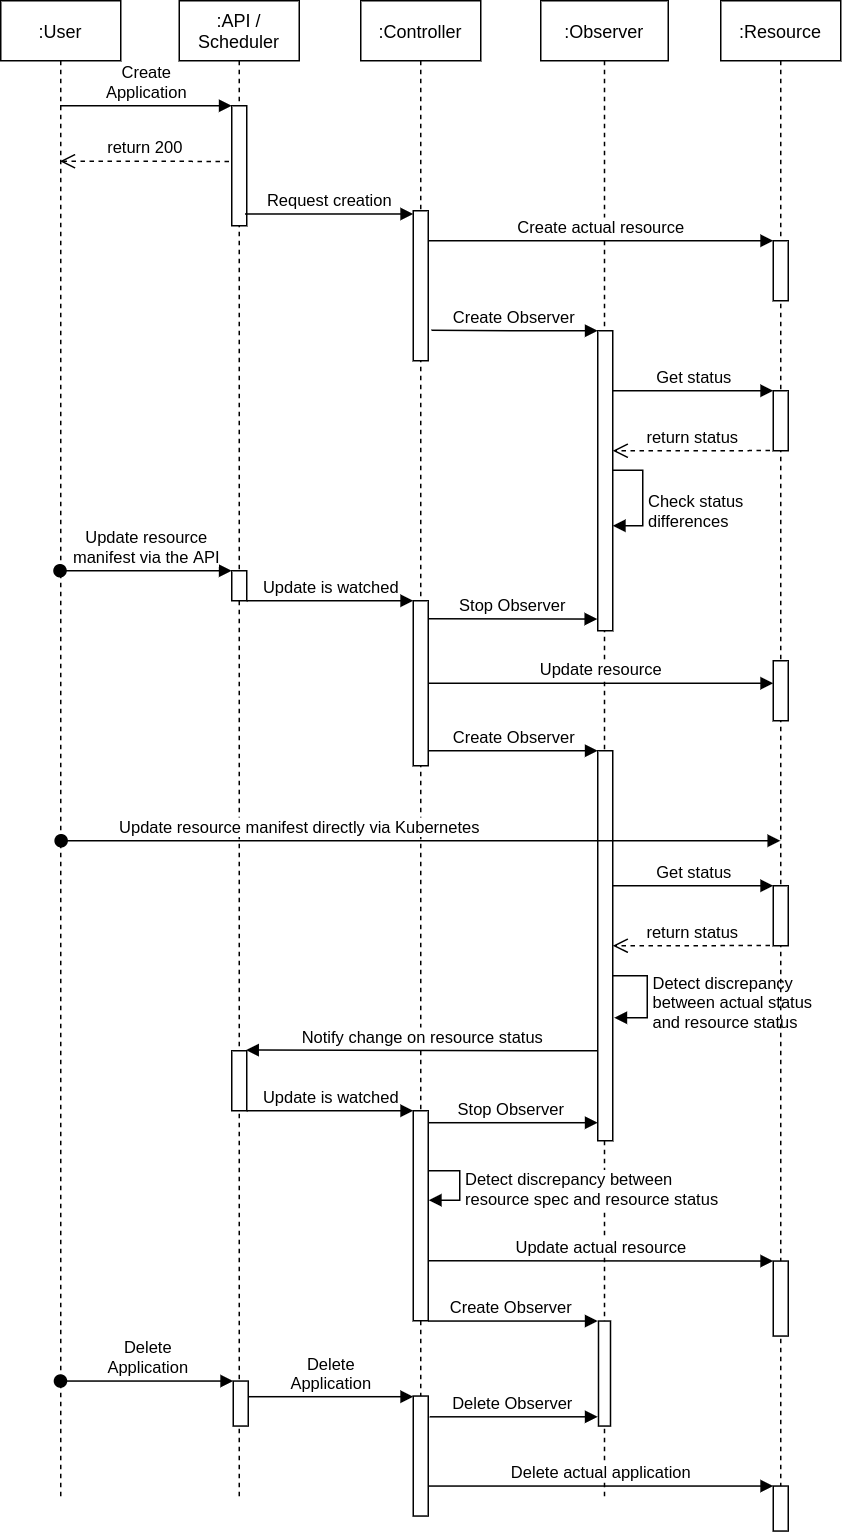 :User
:API /
Scheduler
:Controller
:Observer
:Resource
Create
Application
return 200
Request creation
Create actual resource
Create Observer
Get status
return status
Check status
differences
Update resource
manifest via the API
Update is watched
Stop Observer
Update resource
Create Observer
Update resource manifest directly via Kubernetes
Get status
return status
Detect discrepancy
between actual status
and resource status
Notify change on resource status
Update is watched
Stop Observer
Detect discrepancy between
resource spec and resource status
Update actual resource
Create Observer
Delete
Application
Delete
Application
Delete Observer
Delete actual application